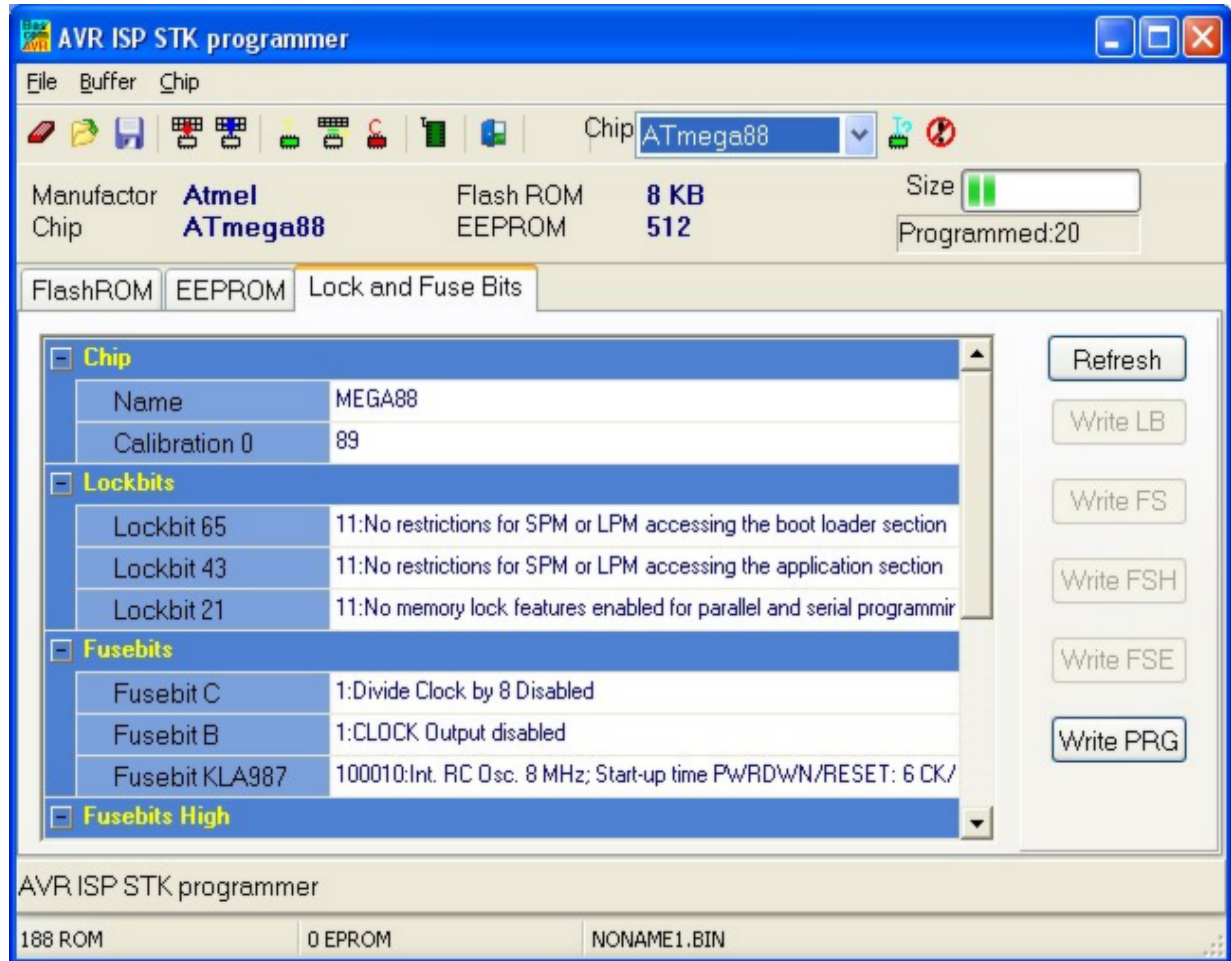 AVR ISP STK programmer
File Buffer Chip
Chip ATmega88
Manufactor Atmel Flash ROM 8 KB Size
Chip ATmega88 EEPROM 512 Programmed:20
FlashROM EEPROM Lock and Fuse Bits
Chip Refresh
Name MEGA88
Write LB
Calibration 0 89
Lockbits
Write FS
Lockbit 65 11:No restrictions for SPM or LPM accessing the boot loader section
Lockbit 43 11:No restrictions for SPM or LPM accessing the application section
Write FSH
Lockbit 21 11:No memory lock features enabled for parallel and serial programmir
Fusebits
Write FSE
Fusebit C 1:Divide Clock by 8 Disabled
Fusebit B 1:CLOCK Output disabled
Write PRG
Fusebit KLA987 100010:Int. RC Osc. 8 MHz; Start-up time PWRDWN/RESET: 6 CK/
Fusebits High
AVR ISP STK programmer
188 ROM 0 EPROM NONAME1.BIN